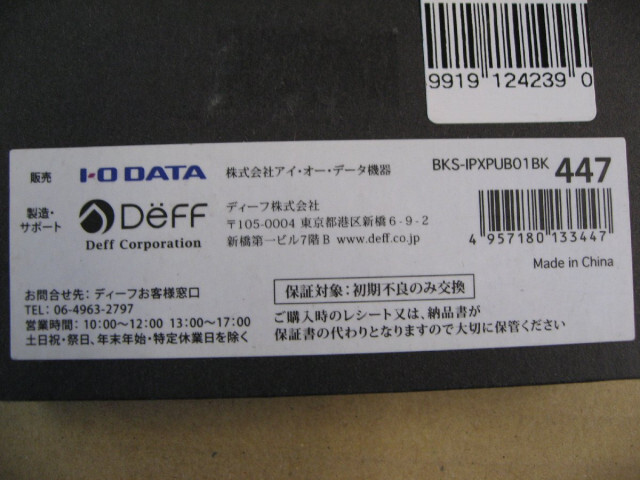 9919 124239 0
販売 I-O DATA 株式会社アイ・オー・データ機器 BKS-IPXPUB01BK 447
製造・サポート DëFF Deff Corporation
ディーフ株式会社
〒105-0004 東京都港区新橋6-9-2
新橋第一ビル7階B www.deff.co.jp
4 957180 133447
Made in China
お問合せ先：ディーフお客様窓口
TEL: 06-4963-2797
営業時間：10:00～12:00 13:00～17:00
土日祝・祭日、年末年始・特定休業日を除く
保証対象：初期不良のみ交換
ご購入時のレシート又は、納品書が
保証書の代わりとなりますので大切に保管ください